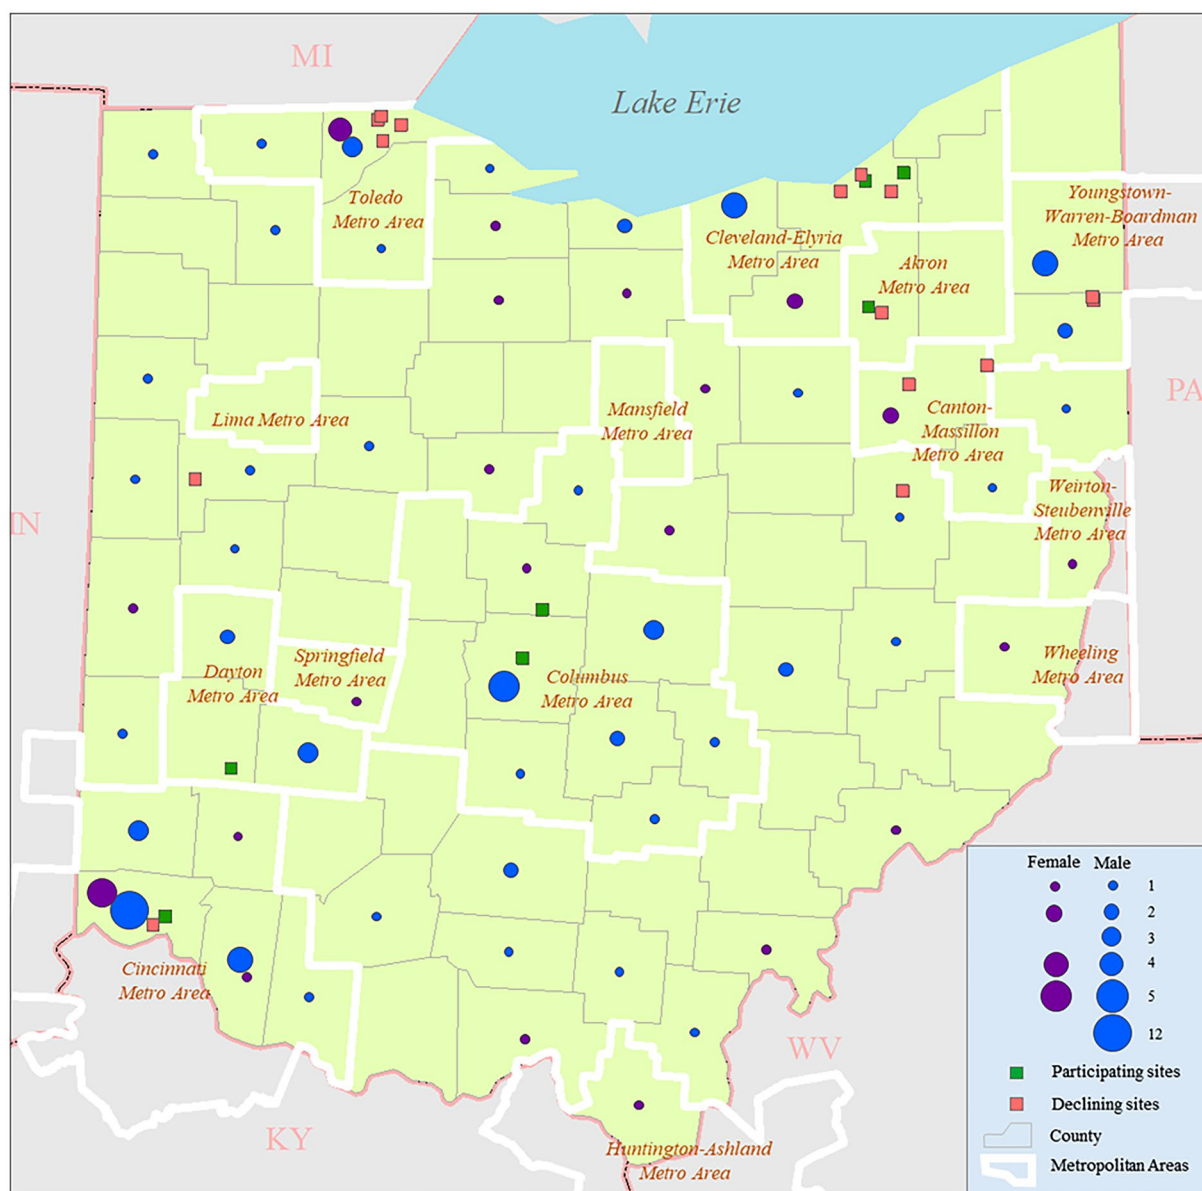 MI
Lake Erie
Toledo
Metro Area
Youngstown-
Warren-Boardman
Metro Area
Cleveland-Elyria
Metro Area
Akron
Metro Area
PA
Lima Metro Area
Mansfield
Metro Area
Canton-
Massillon
Metro Area
IN
Weirton-
Steubenville
Metro Area
Dayton
Metro Area
Springfield
Metro Area
Columbus
Metro Area
Wheeling
Metro Area
Cincinnati
Metro Area
WV
KY
Huntington-Ashland
Metro Area
Female Male
1
2
3
4
5
12
Participating sites
Declining sites
County
Metropolitan Areas